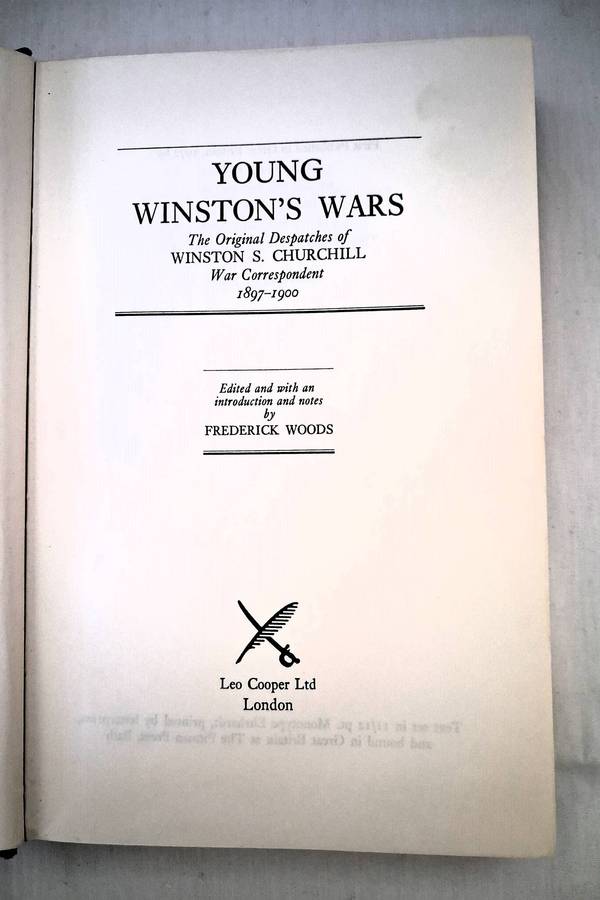 YOUNG
WINSTON'S WARS
The Original Despatches of
WINSTON S. CHURCHILL
War Correspondent
1897–1900
Edited and with an
introduction and notes
by
FREDERICK WOODS
Leo Cooper Ltd
London